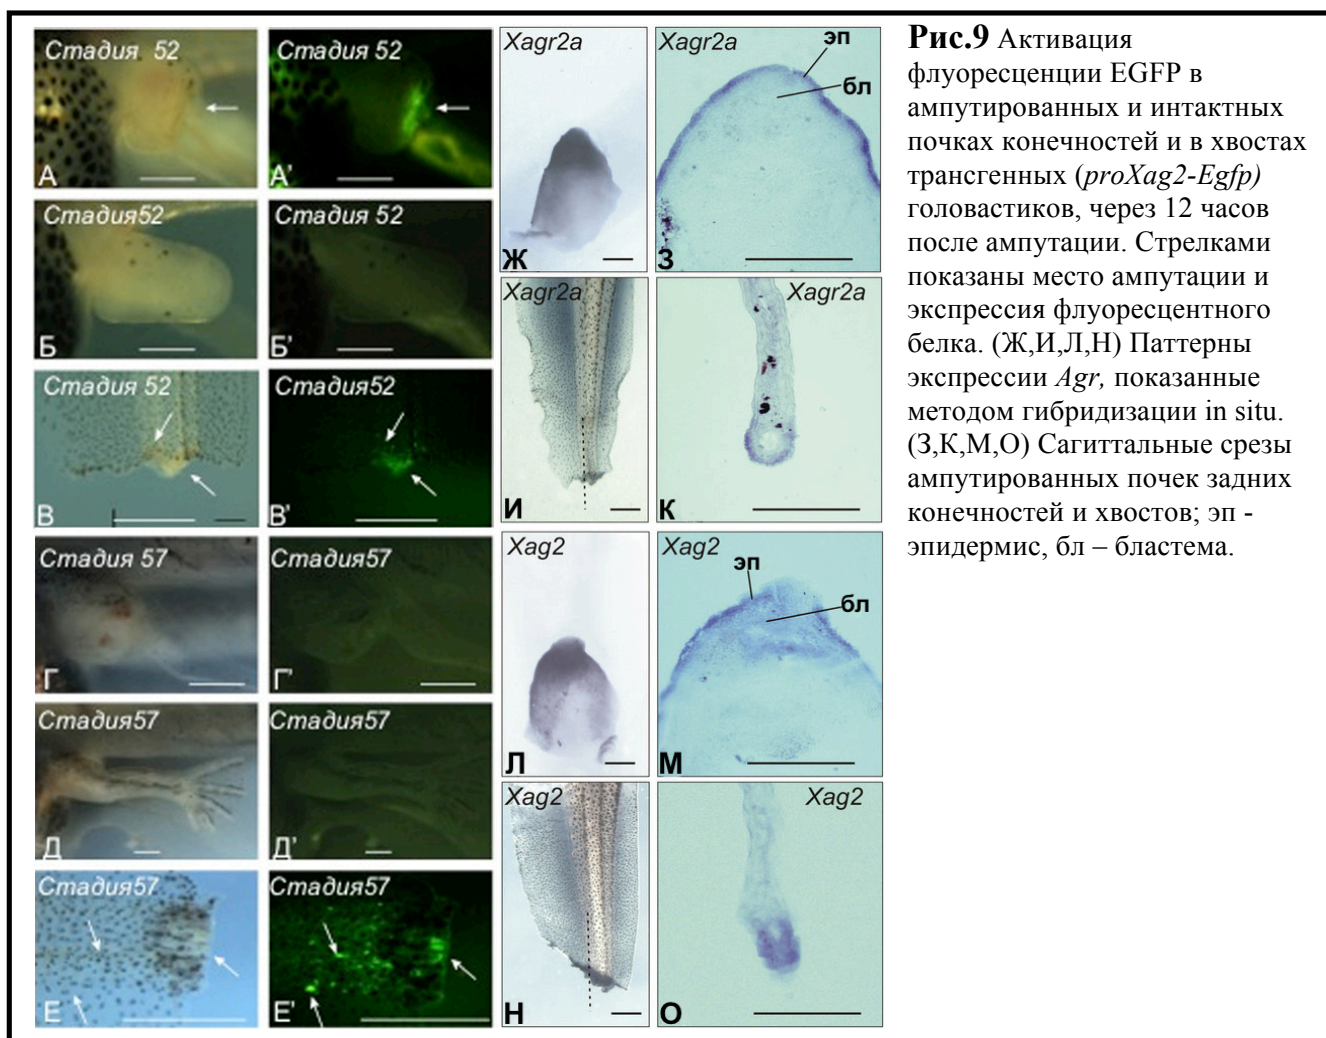 Стадия 52
А
Стадия 52
А’
Стадия52
Б
Стадия 52
Б’
Стадия 52
В
Стадия52
В’
Стадия 57
Г
Стадия57
Г’
Стадия57
Д
Стадия57
Д’
Стадия57
Е
Стадия57
Е’
Xagr2a
Ж
Xagr2a
эп
бл
З
Xagr2a
И
Xagr2a
К
Xag2
Л
Xag2
эп
бл
М
Xag2
Н
Xag2
О
Рис.9 Активация
флуоресценции EGFP в
ампутированных и интактных
почках конечностей и в хвостах
трансгенных (proXag2-Egfp)
головастиков, через 12 часов
после ампутации. Стрелками
показаны место ампутации и
экспрессия флуоресцентного
белка. (Ж,И,Л,Н) Паттерны
экспрессии Agr, показанные
методом гибридизации in situ.
(З,К,М,О) Сагиттальные срезы
ампутированных почек задних
конечностей и хвостов; эп -
эпидермис, бл – бластема.